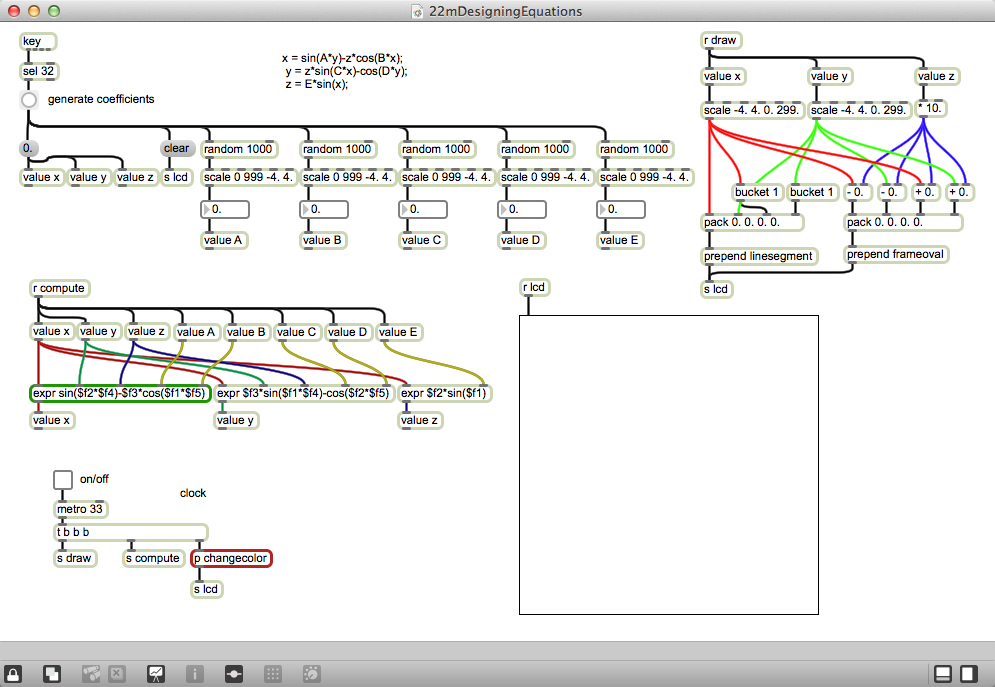 22mDesigningEquations
key
sel 32
generate coefficients
x = sin(A*y)-z*cos(B*x);
y = z*sin(C*x)-cos(D*y);
z = E*sin(x);
0.
clear
random 1000
random 1000
random 1000
random 1000
random 1000
value x
value y
value z
s lcd
scale 0 999 -4. 4.
scale 0 999 -4. 4.
scale 0 999 -4. 4.
scale 0 999 -4. 4.
scale 0 999 -4. 4.
0.
0.
0.
0.
0.
value A
value B
value C
value D
value E
r draw
value x
value y
value z
scale -4. 4. 0. 299.
scale -4. 4. 0. 299.
* 10.
bucket 1
bucket 1
- 0.
- 0.
+ 0.
+ 0.
pack 0. 0. 0. 0.
pack 0. 0. 0. 0.
prepend linesegment
prepend frameoval
s lcd
r compute
value x
value y
value z
value A
value B
value C
value D
value E
expr sin($f2*$f4)-$f3*cos($f1*$f5)
expr $f3*sin($f1*$f4)-cos($f2*$f5)
expr $f2*sin($f1)
value x
value y
value z
r lcd
on/off
clock
metro 33
t b b b
s draw
s compute
p changecolor
s lcd